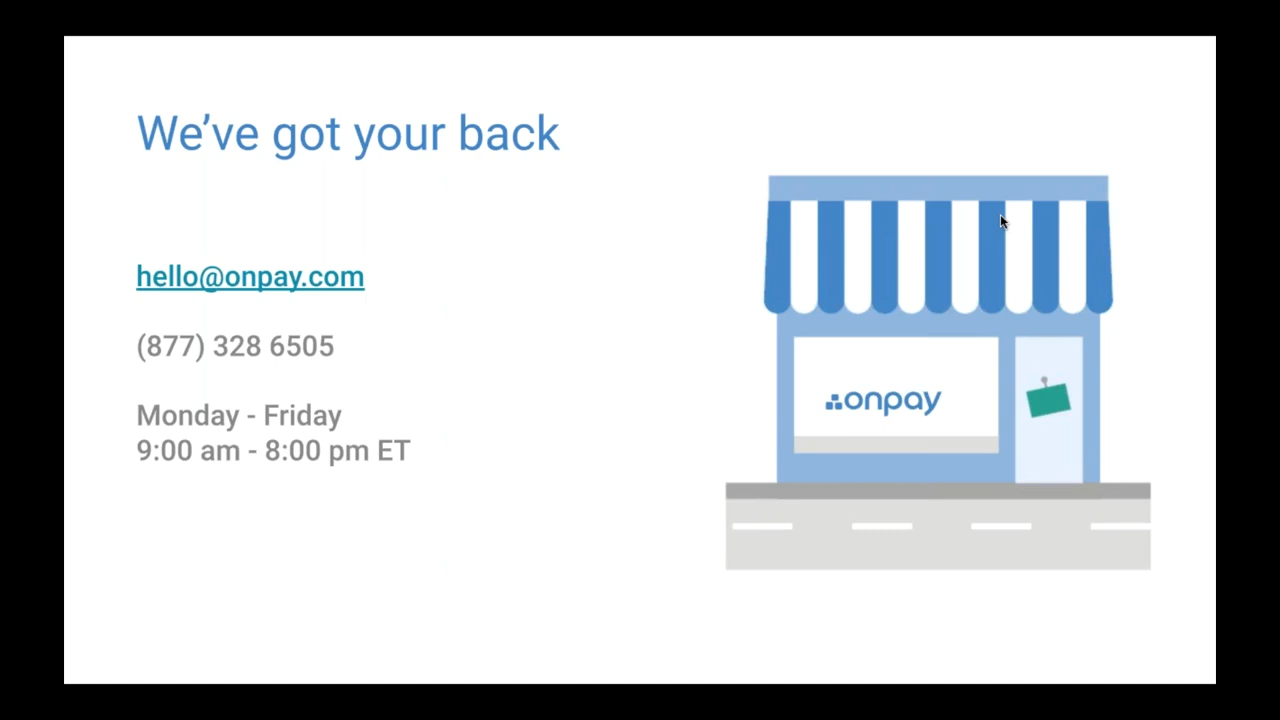 We’ve got your back
hello@onpay.com
(877) 328 6505
Monday - Friday
9:00 am - 8:00 pm ET
onpay